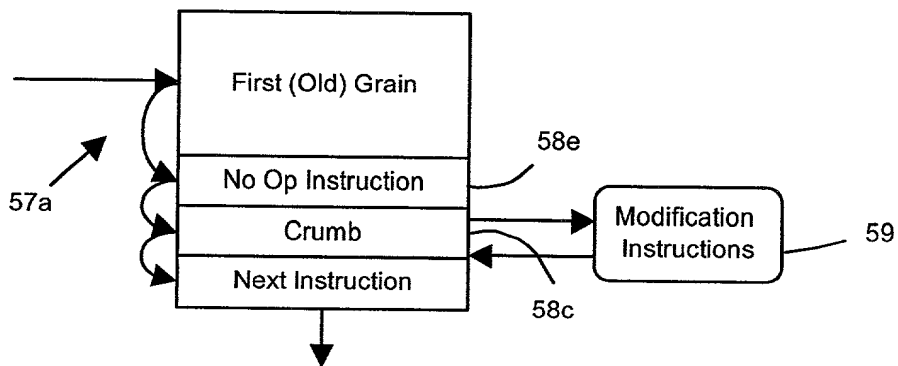 First (Old) Grain
58e
No Op Instruction
57a
Crumb
Modification
Instructions
59
Next Instruction
58c